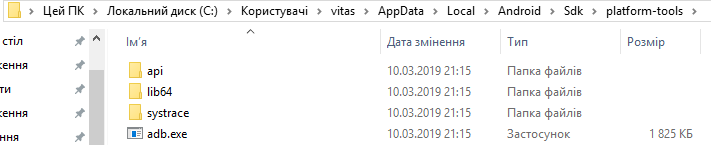 Цей ПК > Локальний диск (C:) > Користувачі > vitas > AppData > Local > Android > Sdk > platform-tools >
стіл
Ім'я Дата змінення Тип Розмір
ження api 10.03.2019 21:15 Папка файлів
ти lib64 10.03.2019 21:15 Папка файлів
ження systrace 10.03.2019 21:15 Папка файлів
ення adb.exe 10.03.2019 21:15 Застосунок 1 825 КБ